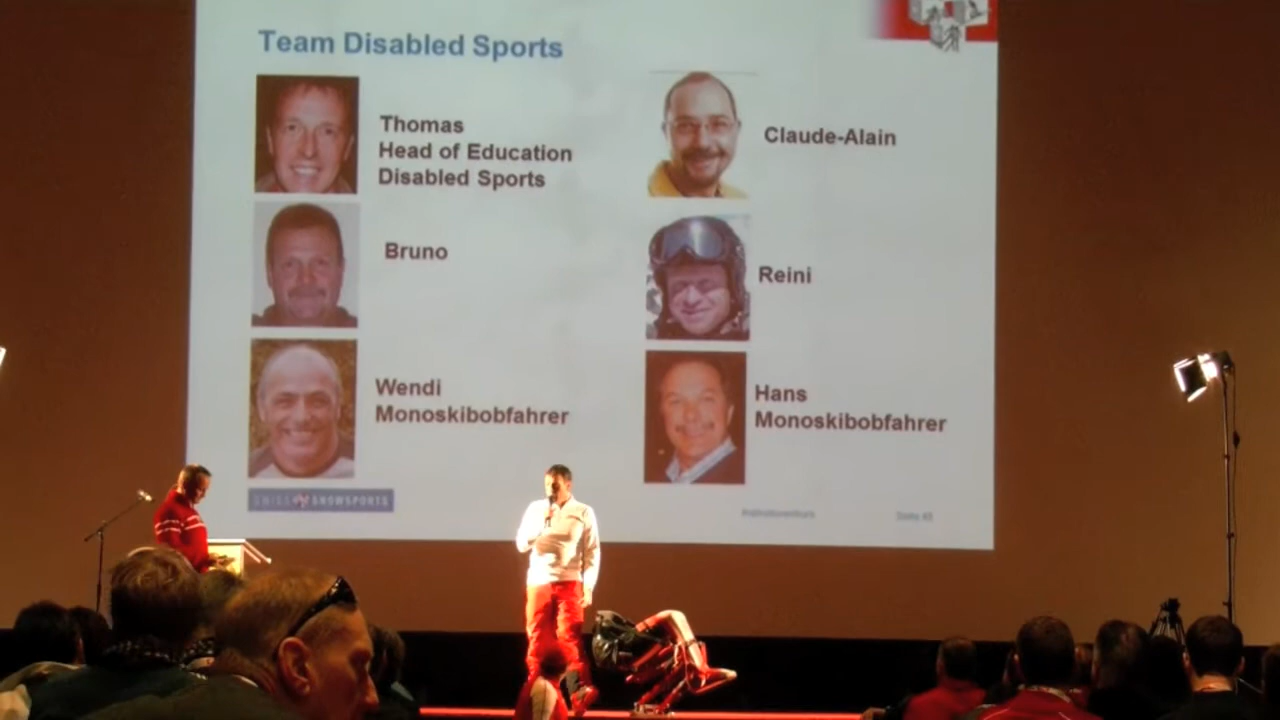 Team Disabled Sports
Thomas
Head of Education
Disabled Sports
Claude-Alain
Bruno
Reini
Wendi
Monoskibobfahrer
Hans
Monoskibobfahrer
SWISS SNOWSPORTS